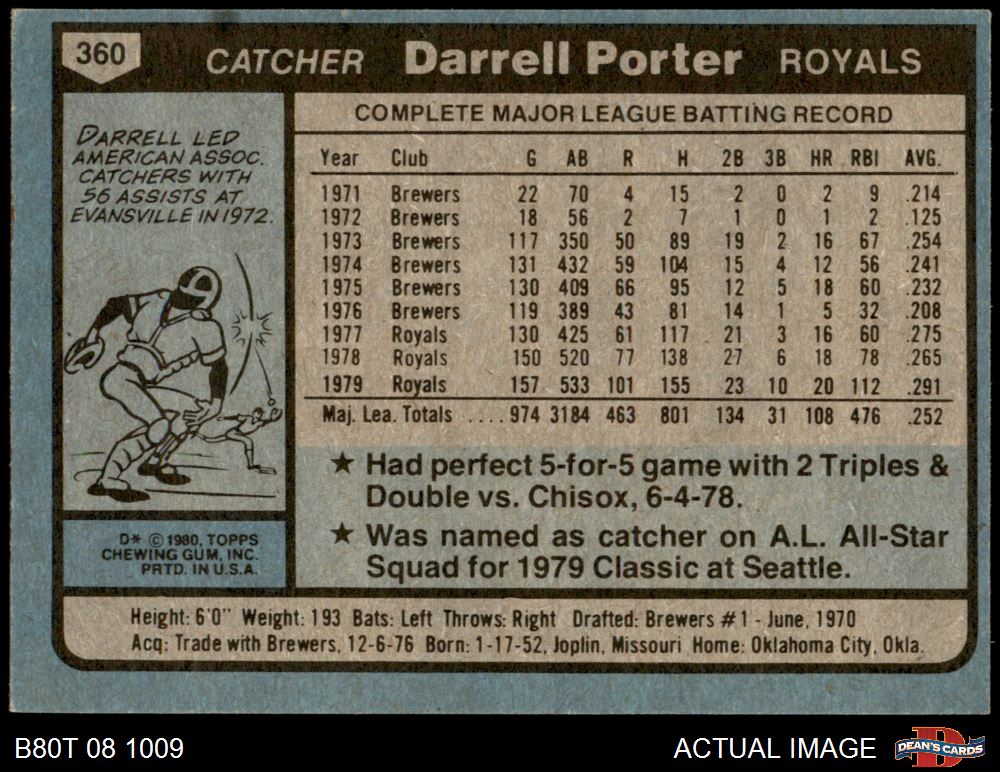 360 CATCHER Darrell Porter ROYALS
DARRELL LED
AMERICAN ASSOC.
CATCHERS WITH
56 ASSISTS AT
EVANSVILLE IN 1972.
COMPLETE MAJOR LEAGUE BATTING RECORD
Year Club G AB R H 2B 3B HR RBI AVG.
1971 Brewers 22 70 4 15 2 0 2 9 .214
1972 Brewers 18 56 2 7 1 0 1 2 .125
1973 Brewers 117 350 50 89 19 2 16 67 .254
1974 Brewers 131 432 59 104 15 4 12 56 .241
1975 Brewers 130 409 66 95 12 5 18 60 .232
1976 Brewers 119 389 43 81 14 1 5 32 .208
1977 Royals 130 425 61 117 21 3 16 60 .275
1978 Royals 150 520 77 138 27 6 18 78 .265
1979 Royals 157 533 101 155 23 10 20 112 .291
Maj. Lea. Totals .... 974 3184 463 801 134 31 108 476 .252
★ Had perfect 5-for-5 game with 2 Triples &
Double vs. Chisox, 6-4-78.
★ Was named as catcher on A.L. All-Star
Squad for 1979 Classic at Seattle.
D* © 1980, TOPPS
CHEWING GUM, INC.
PRTD. IN U.S.A.
Height: 6'0" Weight: 193 Bats: Left Throws: Right Drafted: Brewers #1 - June, 1970
Acq: Trade with Brewers, 12-6-76 Born: 1-17-52, Joplin, Missouri Home: Oklahoma City, Okla.
B80T 08 1009 ACTUAL IMAGE
D
DEAN'S CARDS